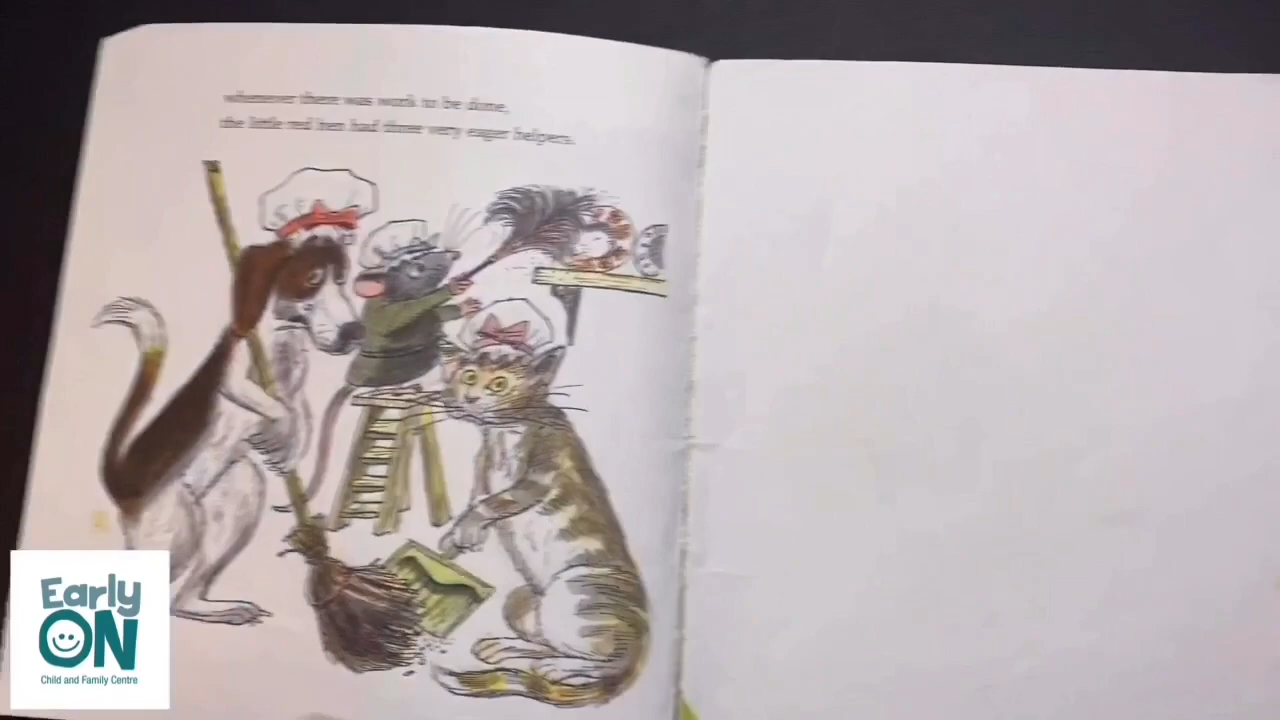 whenever there was work to be done,
the little red hen had three very eager helpers.
Early
ON
Child and Family Centre